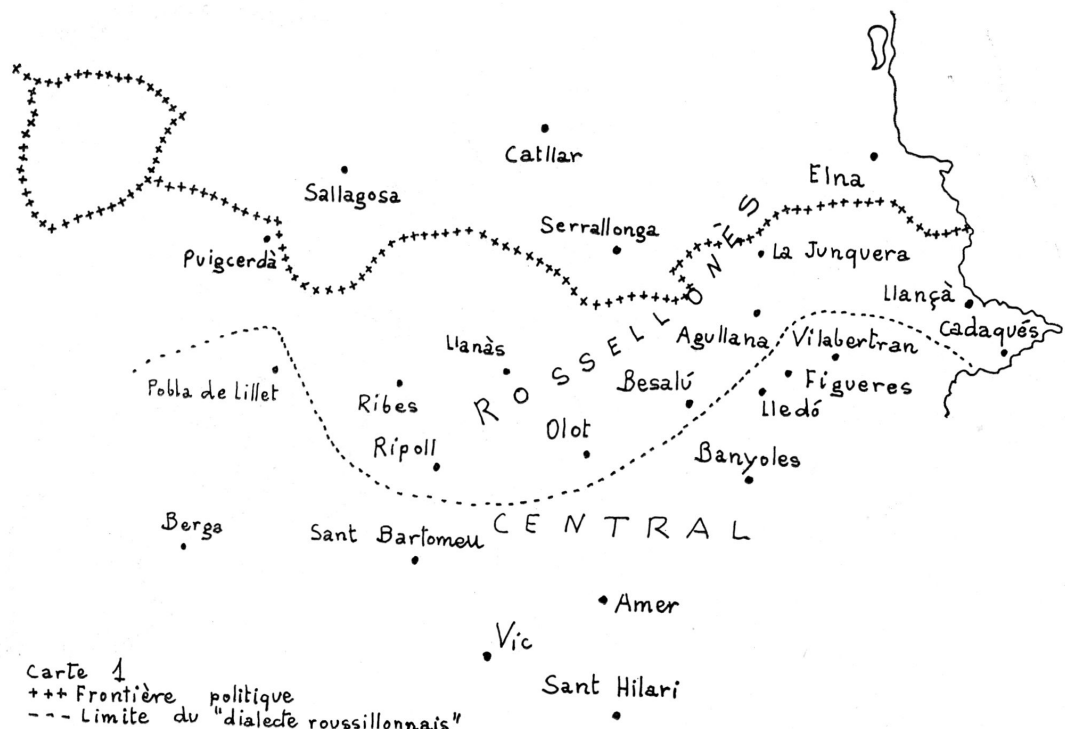 Catllar
Elna
Sallagosa
Serrallonga
Puigcerdà
La Junquera
Llançà
Cadaqués
Agullana
Vilabertran
Llanàs
ROSSELLONÈS
Pobla de Lillet
Ribes
Besalú
Figueres
Lledó
Olot
Ripoll
Banyoles
Berga
Sant Bartomeu
CENTRAL
Amer
Vic
Sant Hilari
Carte 1
+++ Frontière politique
--- Limite du "dialecte roussillonnais"